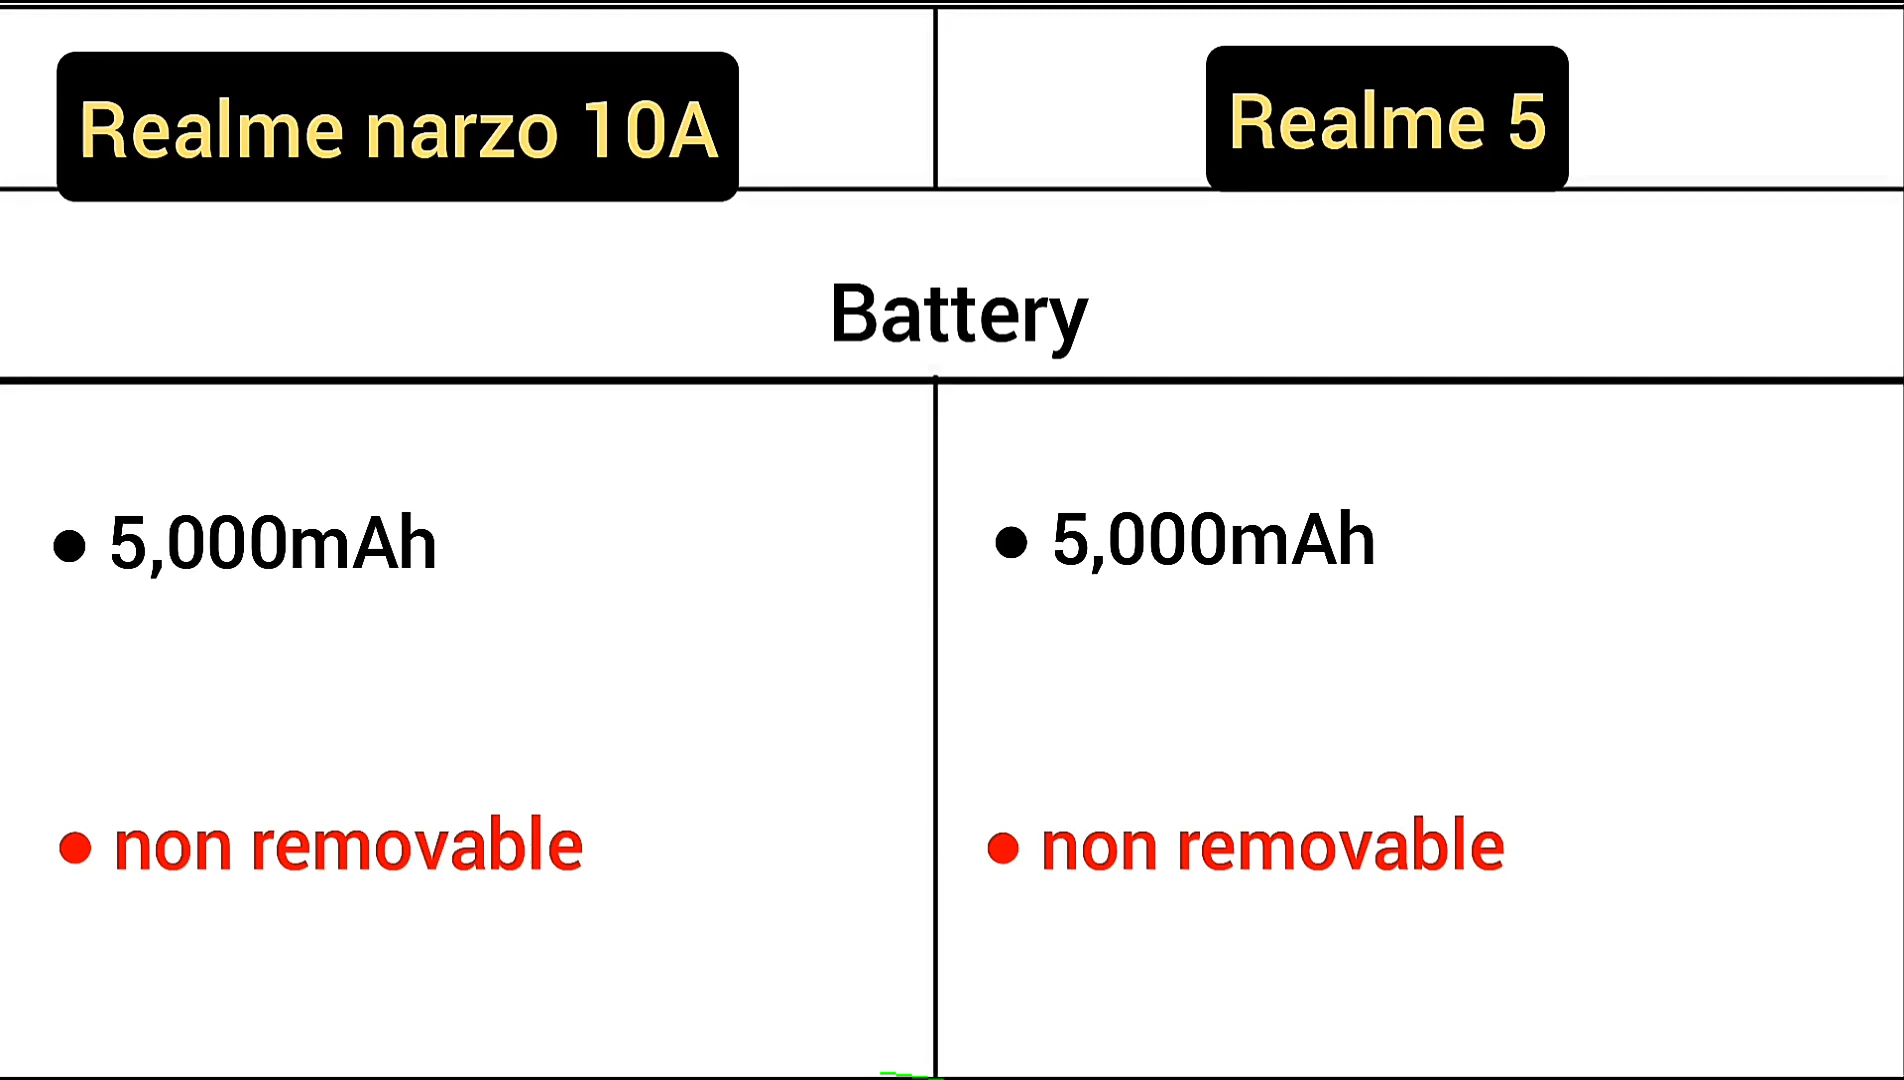 Realme narzo 10A
Realme 5
Battery
● 5,000mAh
● 5,000mAh
● non removable
● non removable